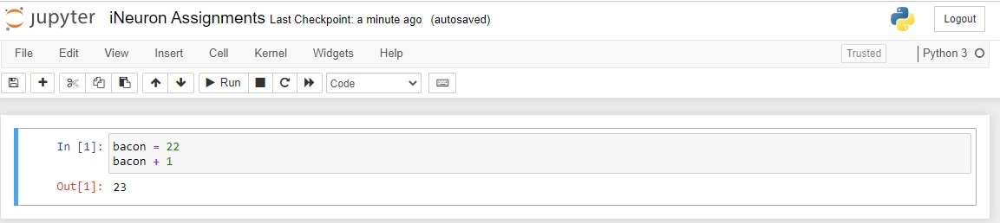 jupyter iNeuron Assignments Last Checkpoint: a minute ago (autosaved) Logout
File Edit View Insert Cell Kernel Widgets Help Trusted Python 3
Run Code
In [1]: bacon = 22
bacon + 1
Out[1]: 23